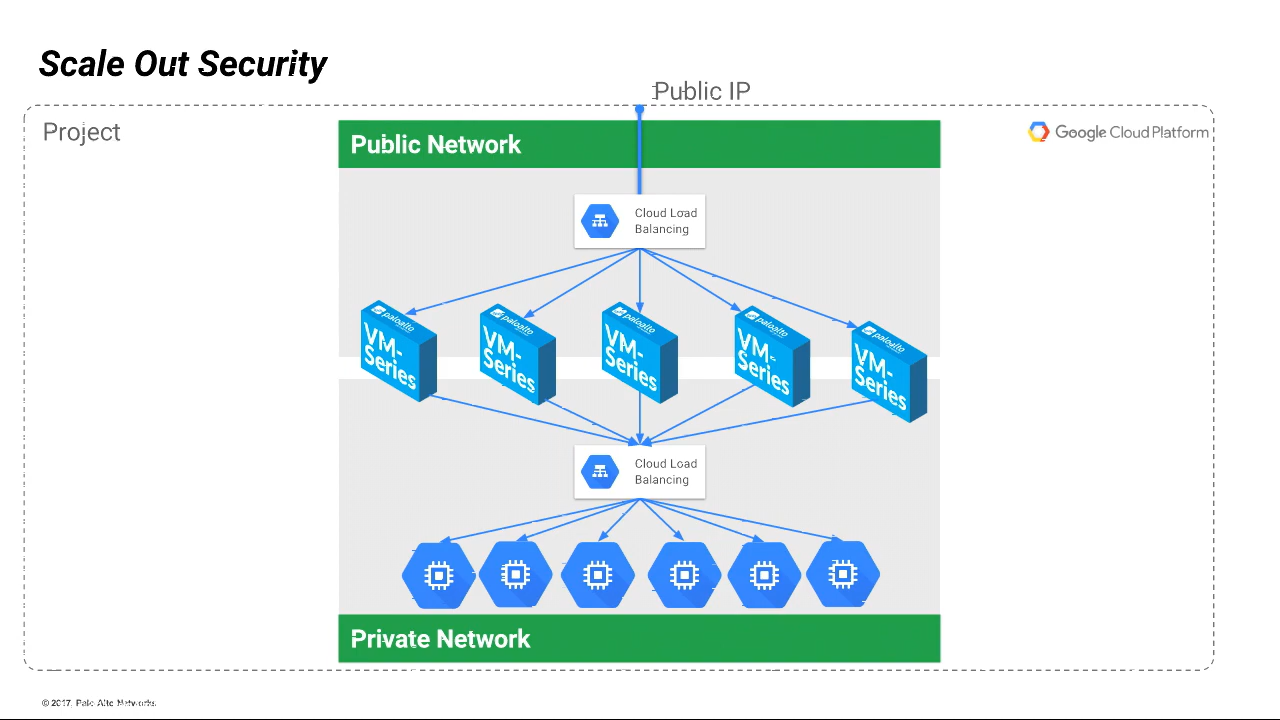 Scale Out Security
Public IP
Project
Public Network
Google Cloud Platform
Cloud Load
Balancing
paloalto
VM-
Series
paloalto
VM-
Series
paloalto
VM-
Series
paloalto
VM-
Series
paloalto
VM-
Series
Cloud Load
Balancing
Private Network
© 2017, Palo Alto Networks.